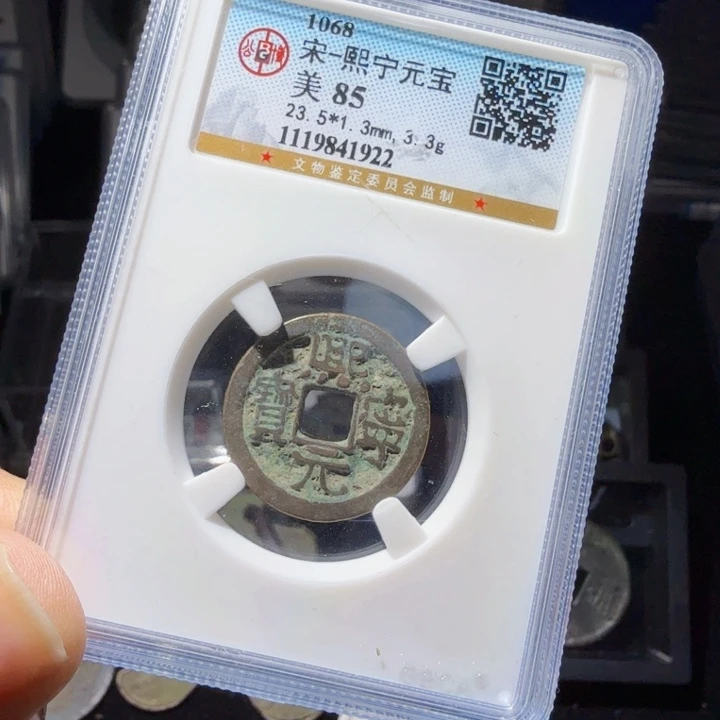 1068
宋-熙宁元宝
美 85
23.5*1.3mm, 3.3g
1119841922
文物鉴定委员会监制
熙寧元寶